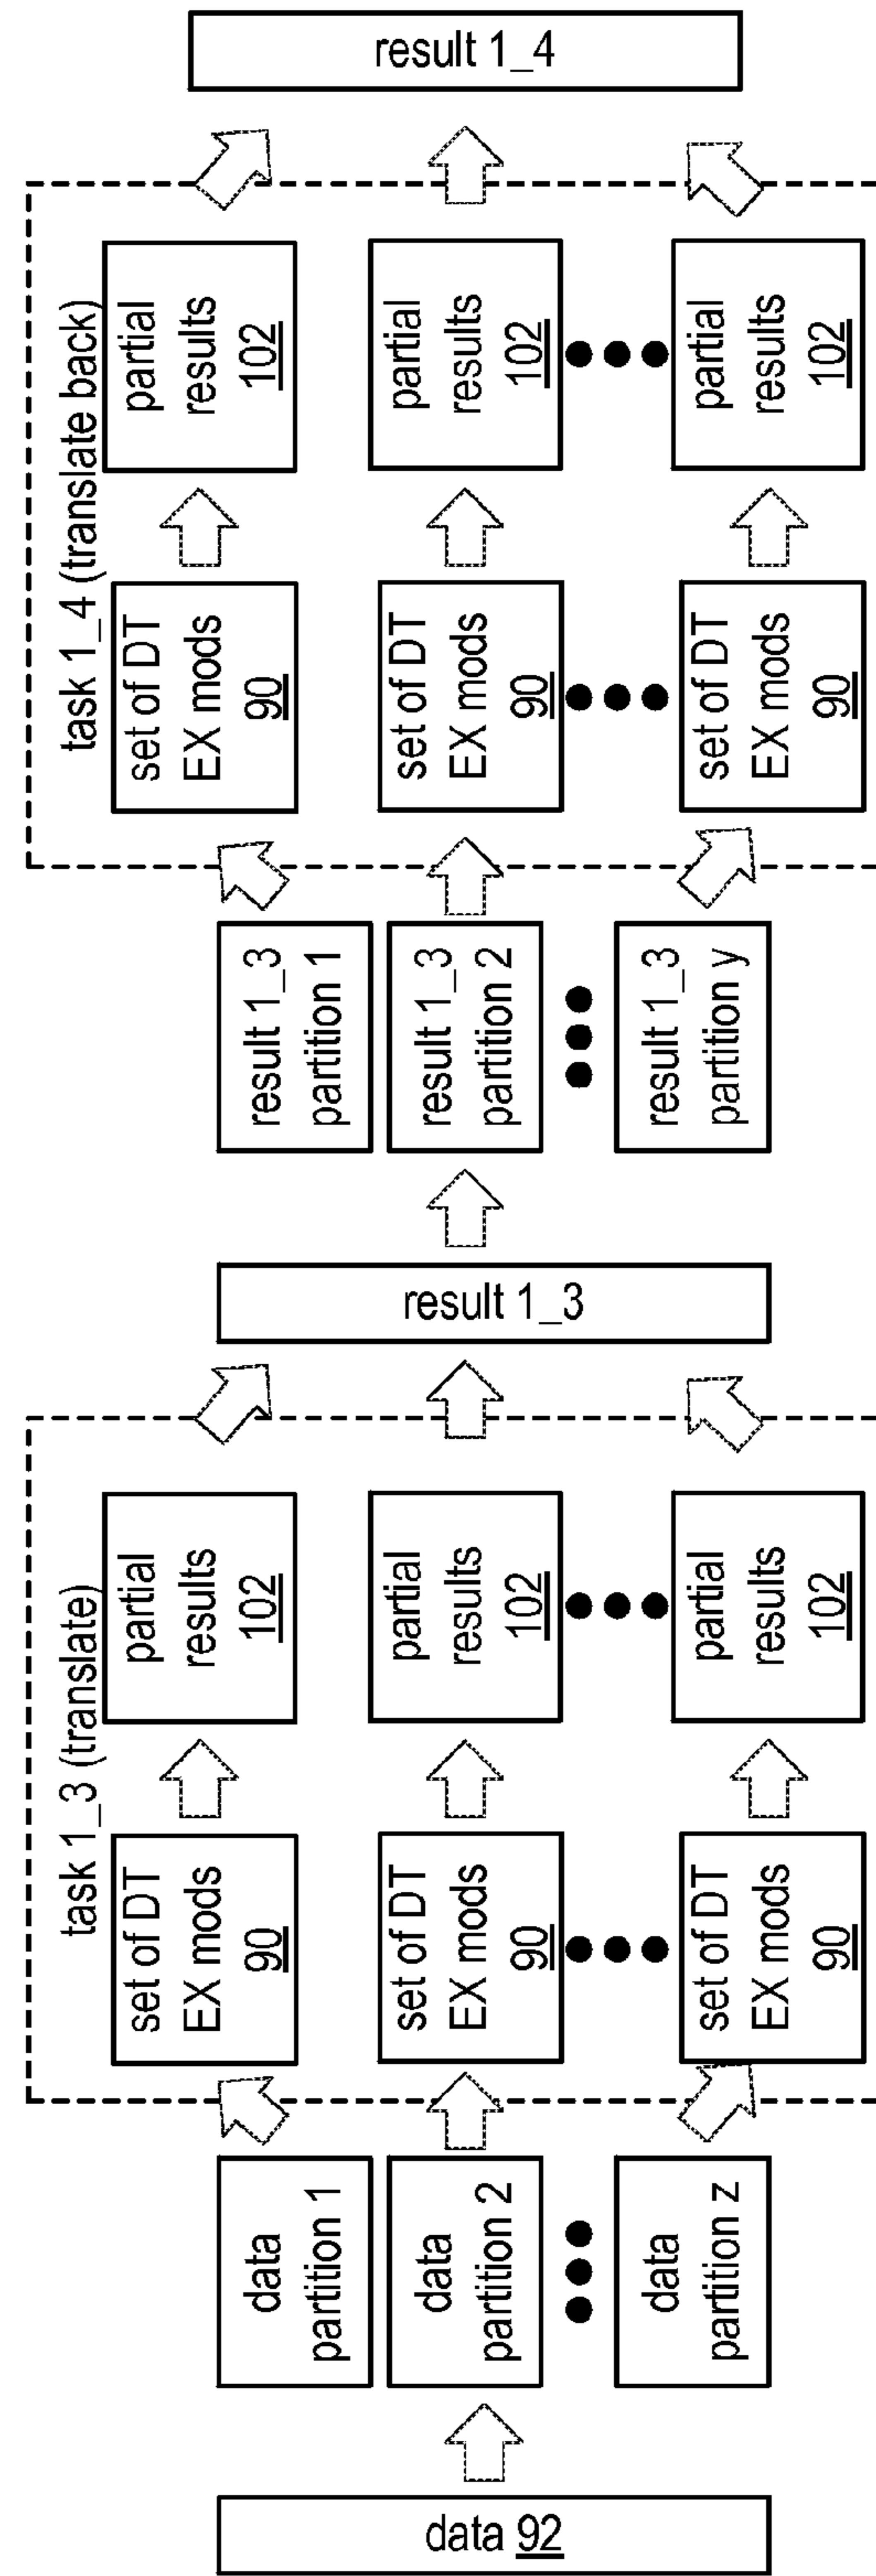 data 92
data
partition 1
data
partition 2
data
partition z
task 1_3 (translate)
set of DT
EX mods
90
set of DT
EX mods
90
set of DT
EX mods
90
partial
results
102
partial
results
102
partial
results
102
result 1_3
result 1_3
partition 1
result 1_3
partition 2
result 1_3
partition y
task 1_4 (translate back)
set of DT
EX mods
90
set of DT
EX mods
90
set of DT
EX mods
90
partial
results
102
partial
results
102
partial
results
102
result 1_4